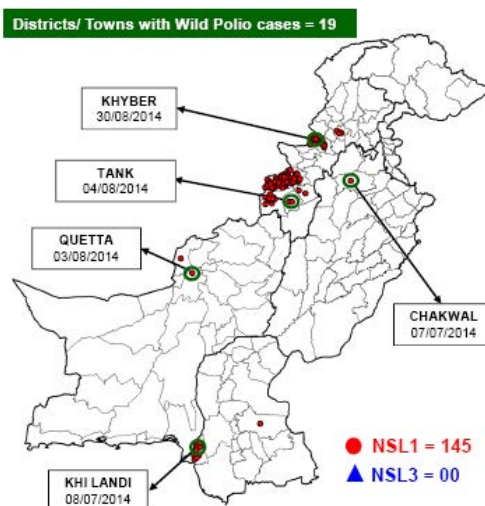 Districts/ Towns with Wild Polio cases = 19
KHYBER
30/08/2014
TANK
04/08/2014
QUETTA
03/08/2014
CHAKWAL
07/07/2014
NSL1 = 145
NSL3 = 00
KHI LANDI
08/07/2014